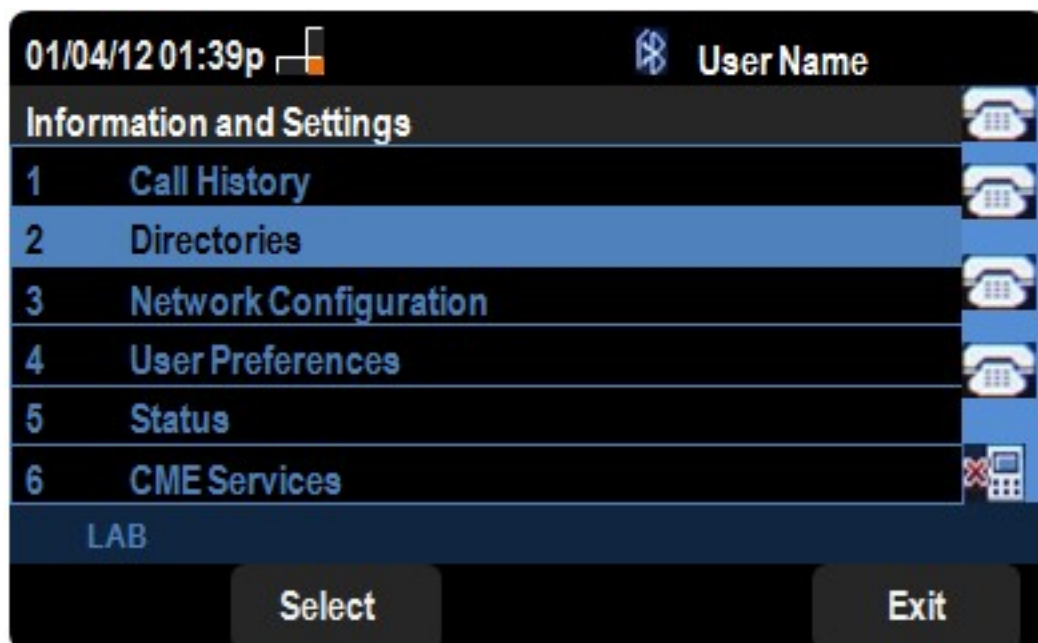 01/04/12 01:39p User Name
Information and Settings
1 Call History
2 Directories
3 Network Configuration
4 User Preferences
5 Status
6 CME Services
LAB
Select Exit